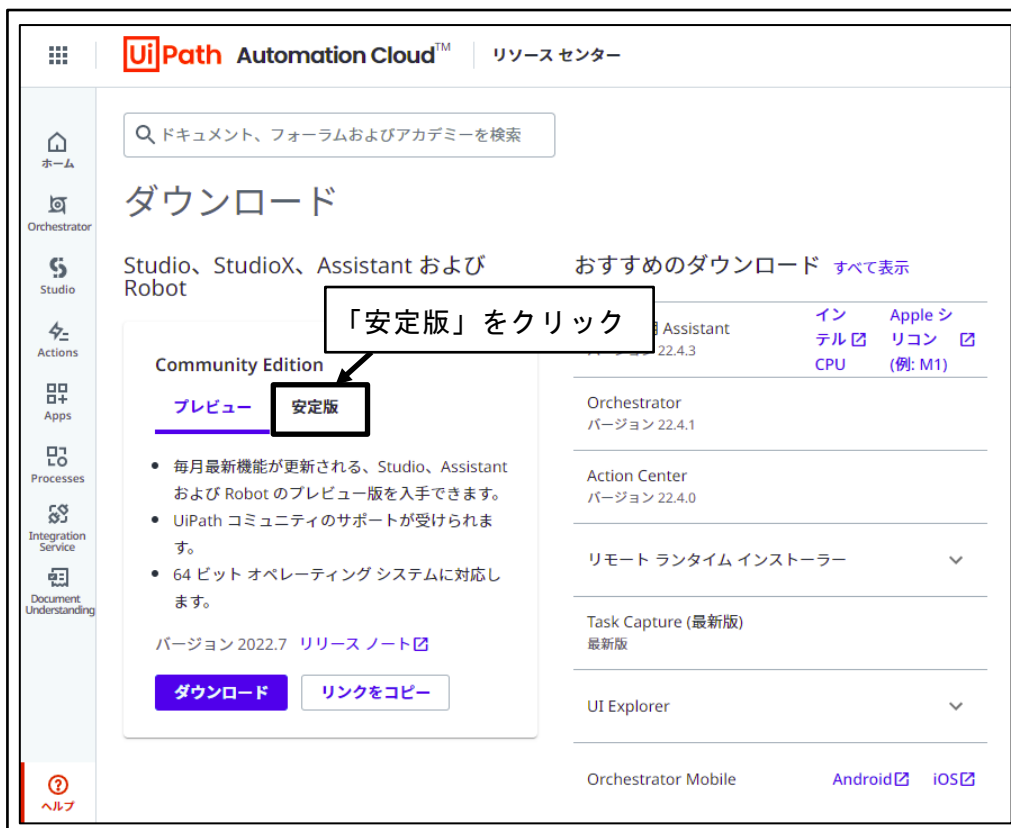 UiPath Automation Cloud™ リソース センター
ドキュメント、フォーラムおよびアカデミーを検索
ホーム
Orchestrator
Studio
Actions
Apps
Processes
Integration
Service
Document
Understanding
ヘルプ
ダウンロード
Studio、StudioX、Assistant および
Robot
「安定版」をクリック
Community Edition
プレビュー 安定版
• 毎月最新機能が更新される、Studio、Assistant
および Robot のプレビュー版を入手できます。
• UiPath コミュニティのサポートが受けられま
す。
• 64 ビット オペレーティング システムに対応し
ます。
バージョン 2022.7 リリース ノート
ダウンロード リンクをコピー
おすすめのダウンロード すべて表示
Assistant
22.4.3
イン
テル
CPU
Apple シ
リコン
(例: M1)
Orchestrator
バージョン 22.4.1
Action Center
バージョン 22.4.0
リモート ランタイム インストーラー
Task Capture (最新版)
最新版
UI Explorer
Orchestrator Mobile Android iOS